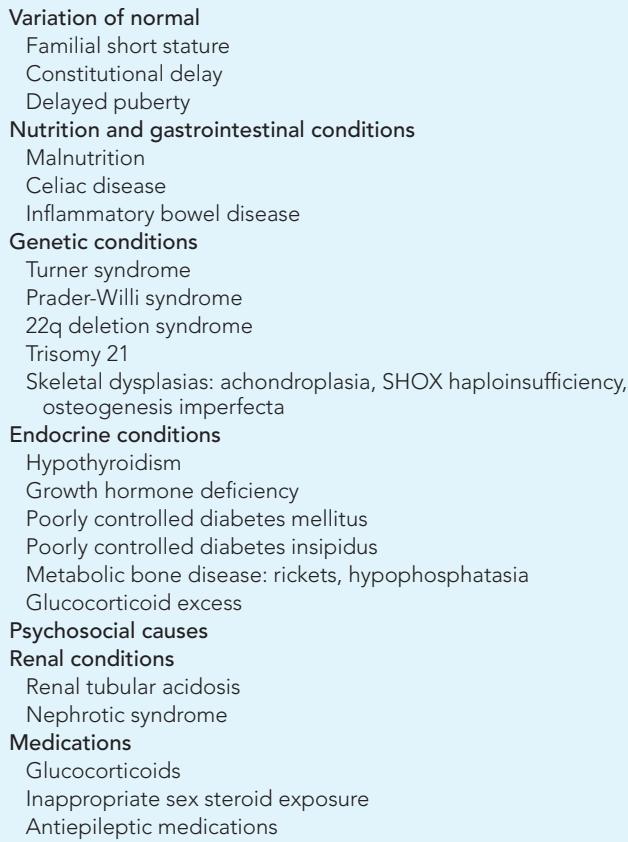 Variation of normal
Familial short stature
Constitutional delay
Delayed puberty
Nutrition and gastrointestinal conditions
Malnutrition
Celiac disease
Inflammatory bowel disease
Genetic conditions
Turner syndrome
Prader-Willi syndrome
22q deletion syndrome
Trisomy 21
Skeletal dysplasias: achondroplasia, SHOX haploinsufficiency,
osteogenesis imperfecta
Endocrine conditions
Hypothyroidism
Growth hormone deficiency
Poorly controlled diabetes mellitus
Poorly controlled diabetes insipidus
Metabolic bone disease: rickets, hypophosphatasia
Glucocorticoid excess
Psychosocial causes
Renal conditions
Renal tubular acidosis
Nephrotic syndrome
Medications
Glucocorticoids
Inappropriate sex steroid exposure
Antiepileptic medications